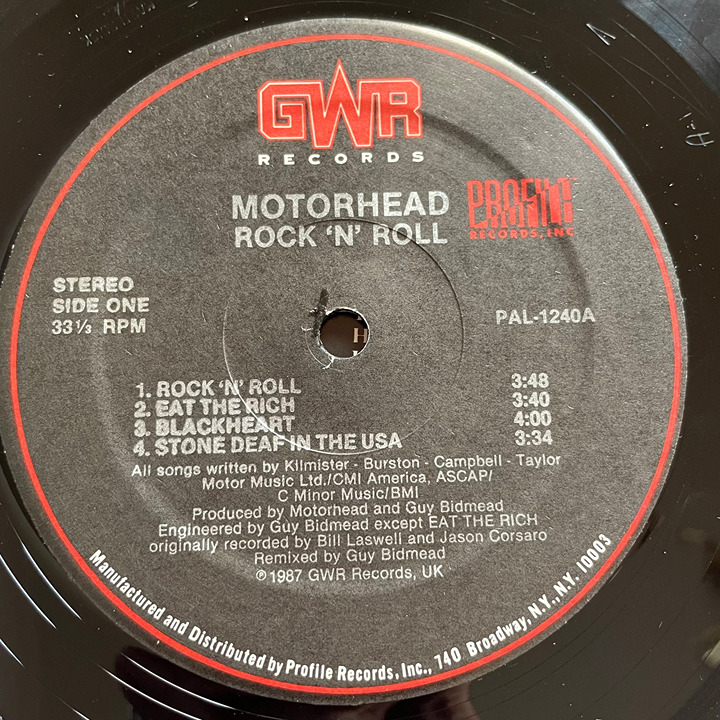 A
A-1
GWR
RECORDS
MOTORHEAD
PROFILE
RECORDS, INC
ROCK 'N' ROLL
STEREO
SIDE ONE
33 1/3 RPM
PAL-1240A
H
1. ROCK 'N' ROLL 3:48
2. EAT THE RICH 3:40
3. BLACKHEART 4:00
4. STONE DEAF IN THE USA 3:34
All songs written by Kilmister - Burston - Campbell - Taylor
Motor Music Ltd./CMI America, ASCAP/
C Minor Music/BMI
Produced by Motorhead and Guy Bidmead
Engineered by Guy Bidmead except EAT THE RICH
originally recorded by Bill Laswell and Jason Corsaro
Remixed by Guy Bidmead
℗1987 GWR Records, UK
Manufactured and Distributed by Profile Records, Inc., 740 Broadway, N.Y., N.Y. 10003